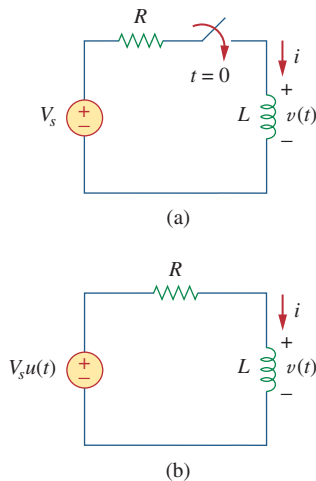 R
i
t = 0
+
V_s
+
−
L
v(t)
−
(a)
R
i
+
V_s u(t)
+
−
L
v(t)
−
(b)